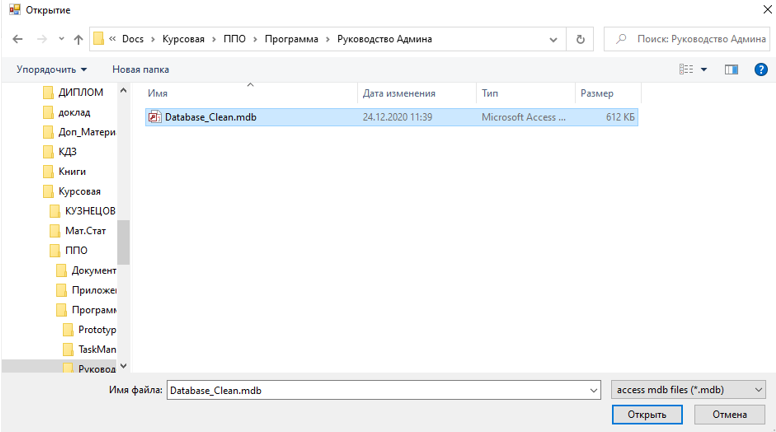 Открытие
« Docs > Курсовая > ППО > Программа > Руководство Админа
Поиск: Руководство Админа
Упорядочить
Новая папка
Имя
Дата изменения
Тип
Размер
Database_Clean.mdb
24.12.2020 11:39
Microsoft Access ...
612 КБ
ДИПЛОМ
доклад
Доп_Матери
КДЗ
Книги
Курсовая
КУЗНЕЦОВ
Мат.Стат
ППО
Документ
Приложе
Програм
Prototyp
TaskMan
Руковод
Имя файла:
Database_Clean.mdb
access mdb files (*.mdb)
Открыть
Отмена